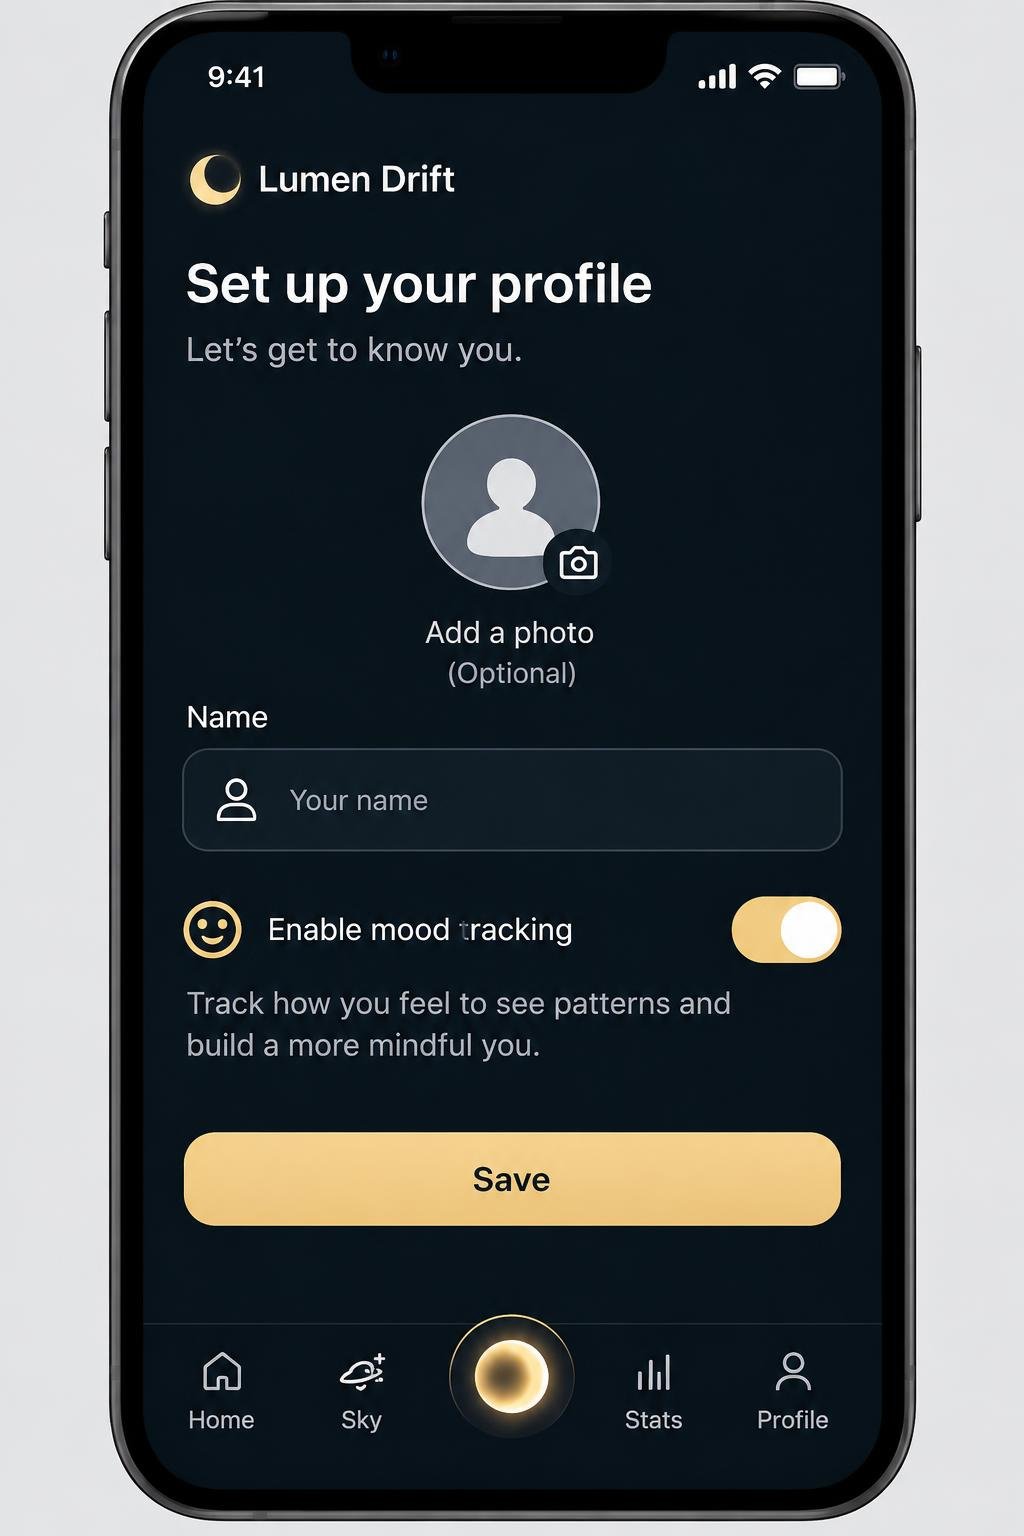 9:41
Lumen Drift
Set up your profile
Let’s get to know you.
Add a photo
(Optional)
Name
Your name
Enable mood tracking
Track how you feel to see patterns and
build a more mindful you.
Save
Home
Sky
Stats
Profile